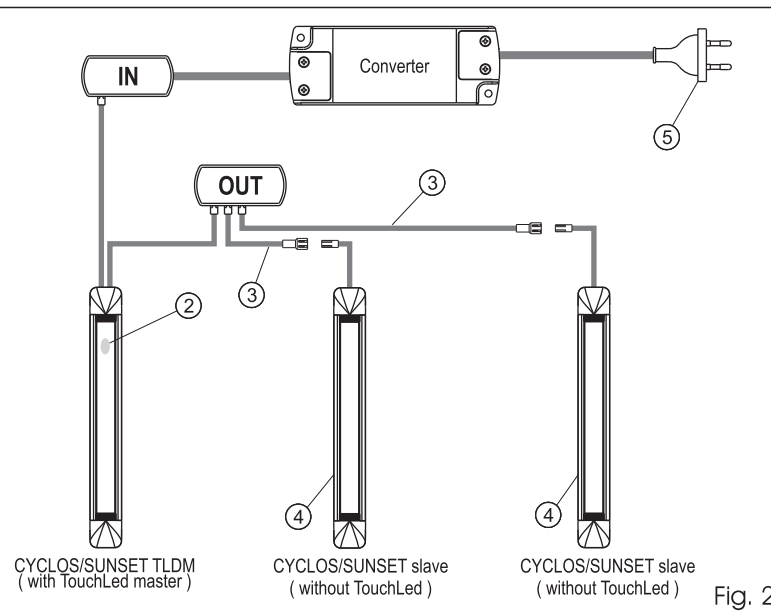 IN
Converter
5
OUT
3
3
2
4
4
CYCLOS/SUNSET TLDM
( with TouchLed master )
CYCLOS/SUNSET slave
( without TouchLed )
CYCLOS/SUNSET slave
( without TouchLed )
Fig. 2